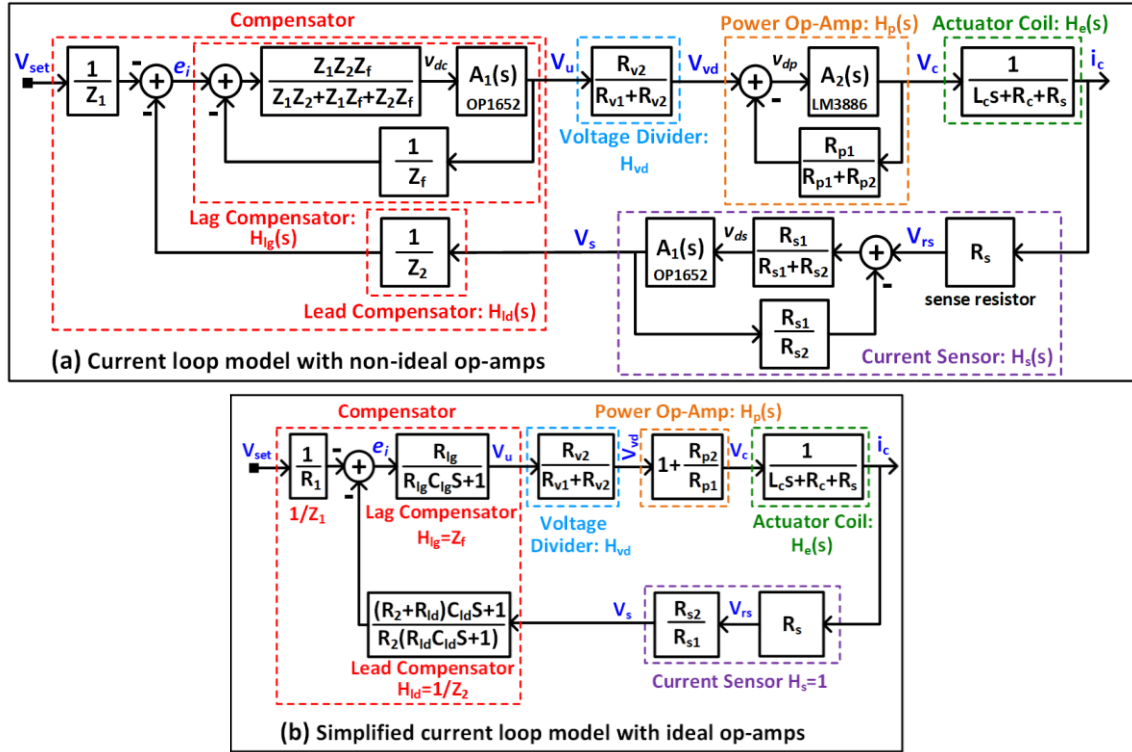 Compensator
Power Op-Amp: Hp(s)
Actuator Coil: He(s)
Vset
1
Z1
-
-
+
ei
+
-
Z1Z2Zf
Z1Z2+Z1Zf+Z2Zf
vdc
A1(s)
OP1652
Vu
Rv2
Rv1+Rv2
Vvd
+
-
vdp
A2(s)
LM3886
Vc
1
LcS+Rc+Rs
ic
Voltage Divider:
Hvd
1
Zf
Rp1
Rp1+Rp2
Lag Compensator:
Hlg(s)
1
Z2
Vs
A1(s)
OP1652
vds
Rs1
Rs1+Rs2
+
-
Vrs
Rs
sense resistor
Lead Compensator: Hld(s)
Rs1
Rs2
Current Sensor: Hs(s)
(a) Current loop model with non-ideal op-amps
Compensator
Power Op-Amp: Hp(s)
Vset
1
R1
1/Z1
-
-
+
ei
Rlg
RlgClgS+1
Vu
Rv2
Rv1+Rv2
Vvd
1+
Rp2
Rp1
Vc
1
LcS+Rc+Rs
ic
Lag Compensator
Hlg=Zf
Voltage
Divider: Hvd
Actuator Coil:
He(s)
(R2+Rld)CldS+1
R2(RldCldS+1)
Vs
Rs2
Rs1
Vrs
Rs
Lead Compensator
Hld=1/Z2
Current Sensor Hs=1
(b) Simplified current loop model with ideal op-amps